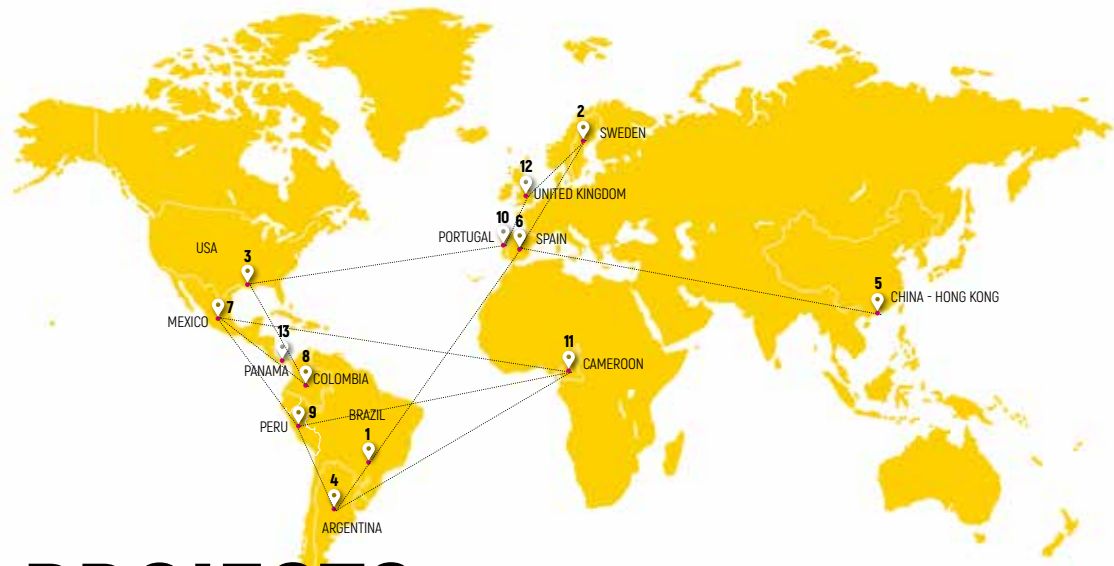 2
SWEDEN
12
UNITED KINGDOM
10
6
PORTUGAL
SPAIN
USA
3
5
CHINA - HONG KONG
7
MEXICO
13
11
8
CAMEROON
PANAMA
COLOMBIA
9
BRAZIL
PERU
1
4
ARGENTINA